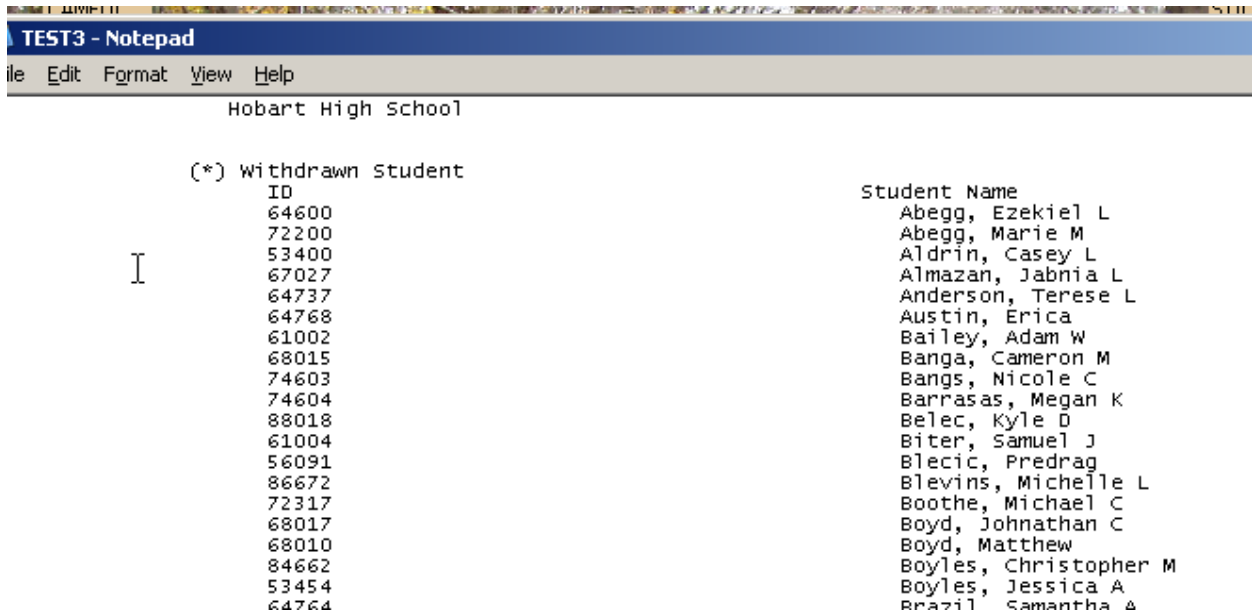 TEST3 - Notepad
ile Edit Format View Help
Hobart High School
(*) Withdrawn Student
ID Student Name
64600 Abegg, Ezekiel L
72200 Abegg, Marie M
53400 Aldrin, Casey L
67027 Almazan, Jabnia L
64737 Anderson, Terese L
64768 Austin, Erica
61002 Bailey, Adam W
68015 Banga, Cameron M
74603 Bangs, Nicole C
74604 Barrasas, Megan K
88018 Belec, Kyle D
61004 Biter, Samuel J
56091 Blecic, Predrag
86672 Blevins, Michelle L
72317 Boothe, Michael C
68017 Boyd, Johnathan C
68010 Boyd, Matthew
84662 Boyles, Christopher M
53454 Boyles, Jessica A
64764 Brazil, Samantha A